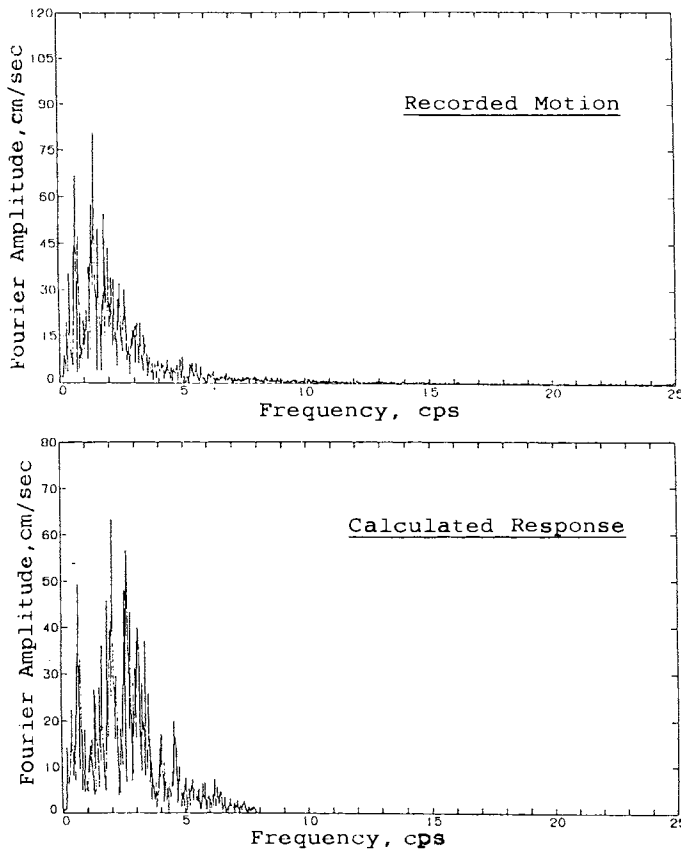 120
105
90
75
60
45
30
15
0
Fourier Amplitude, cm/sec
Recorded Motion
0 5 10 15 20 25
Frequency, cps
80
70
60
50
40
30
20
10
0
Fourier Amplitude, cm/sec
Calculated Response
0 5 10 15 20 25
Frequency, cps